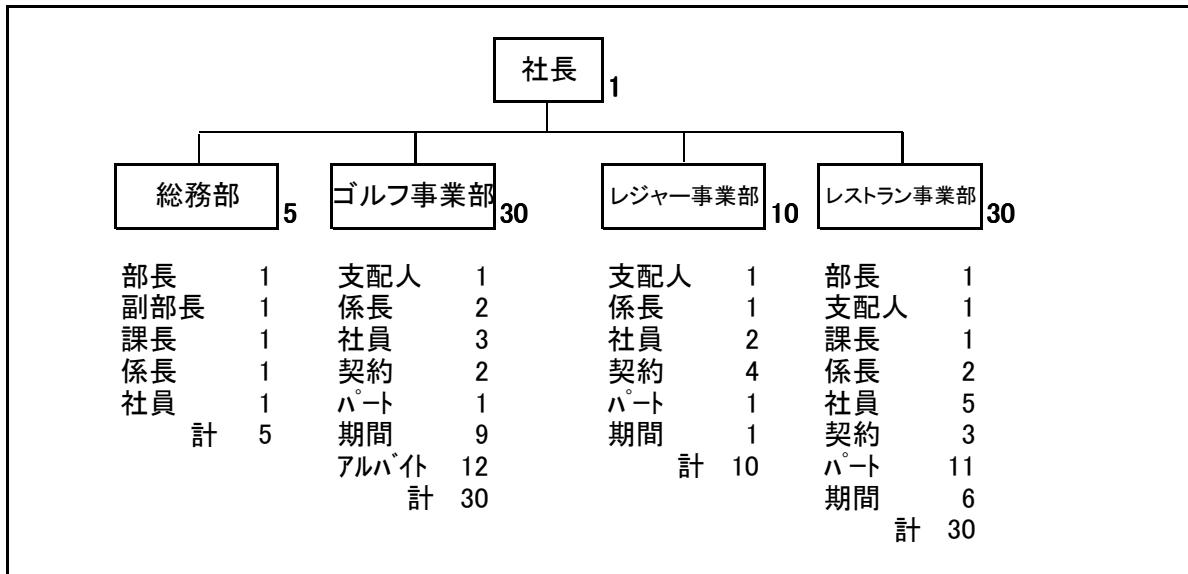 社長
1
総務部
5
ゴルフ事業部
30
レジャー事業部
10
レストラン事業部
30
部長 1
副部長 1
課長 1
係長 1
社員 1
計 5
支配人 1
係長 2
社員 3
契約 2
パート 1
期間 9
アルバイト 12
計 30
支配人 1
係長 1
社員 2
契約 4
パート 1
期間 1
計 10
部長 1
支配人 1
課長 1
係長 2
社員 5
契約 3
パート 11
期間 6
計 30